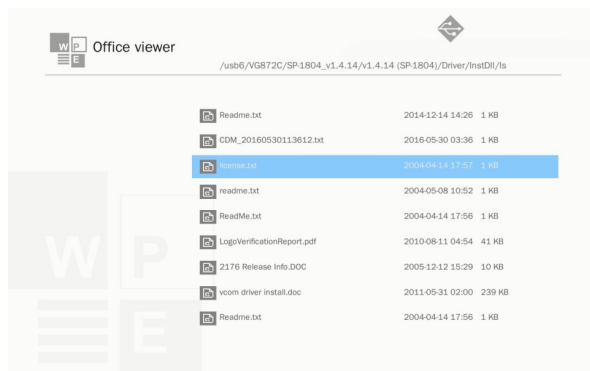 W P
E
Office viewer
/usb6/VG872C/SP-1804_v1.4.14/v1.4.14 (SP-1804)/Driver/InstDll/Is
Readme.txt 2014-12-14 14:26 1 KB
CDM_20160530113612.txt 2016-05-30 03:36 1 KB
license.txt 2004-04-14 17:57 1 KB
readme.txt 2004-05-08 10:52 1 KB
ReadMe.txt 2004-04-14 17:56 1 KB
LogoVerificationReport.pdf 2010-08-11 04:54 41 KB
2176 Release Info.DOC 2005-12-12 15:29 10 KB
vcom driver install.doc 2011-05-31 02:00 239 KB
Readme.txt 2004-04-14 17:56 1 KB
W P
E